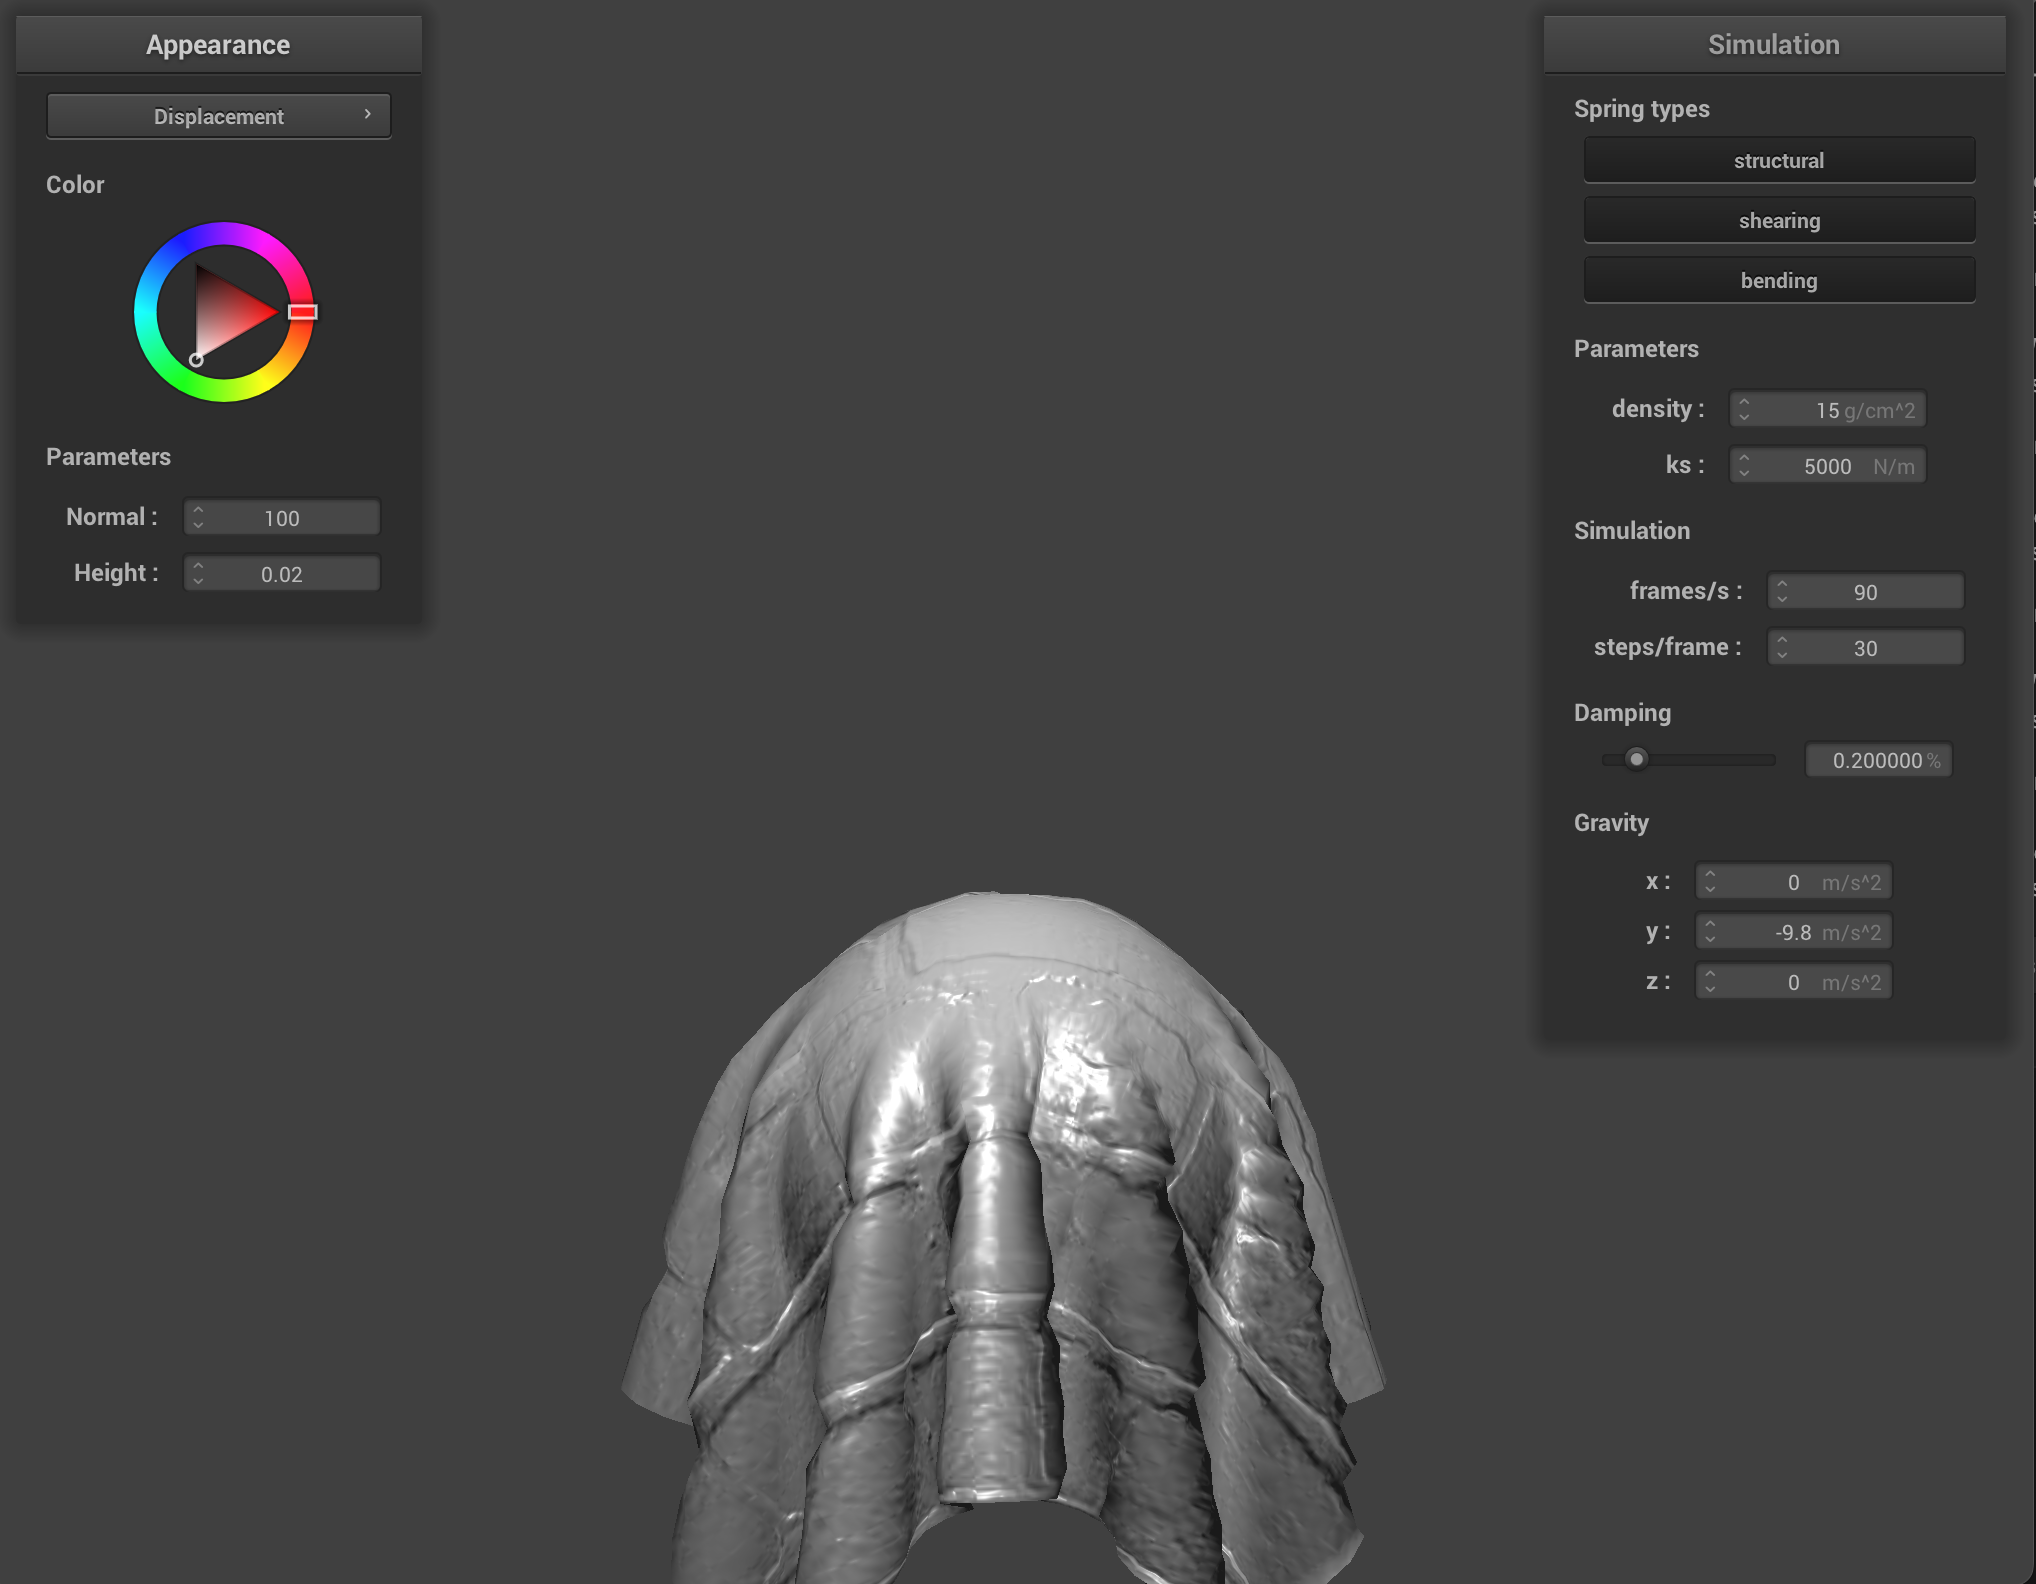 Appearance
Displacement
Color
Parameters
Normal : 100
Height : 0.02
Simulation
Spring types
structural
shearing
bending
Parameters
density : 15 g/cm^2
ks : 5000 N/m
Simulation
frames/s : 90
steps/frame : 30
Damping
0.200000 %
Gravity
x : 0 m/s^2
y : -9.8 m/s^2
z : 0 m/s^2